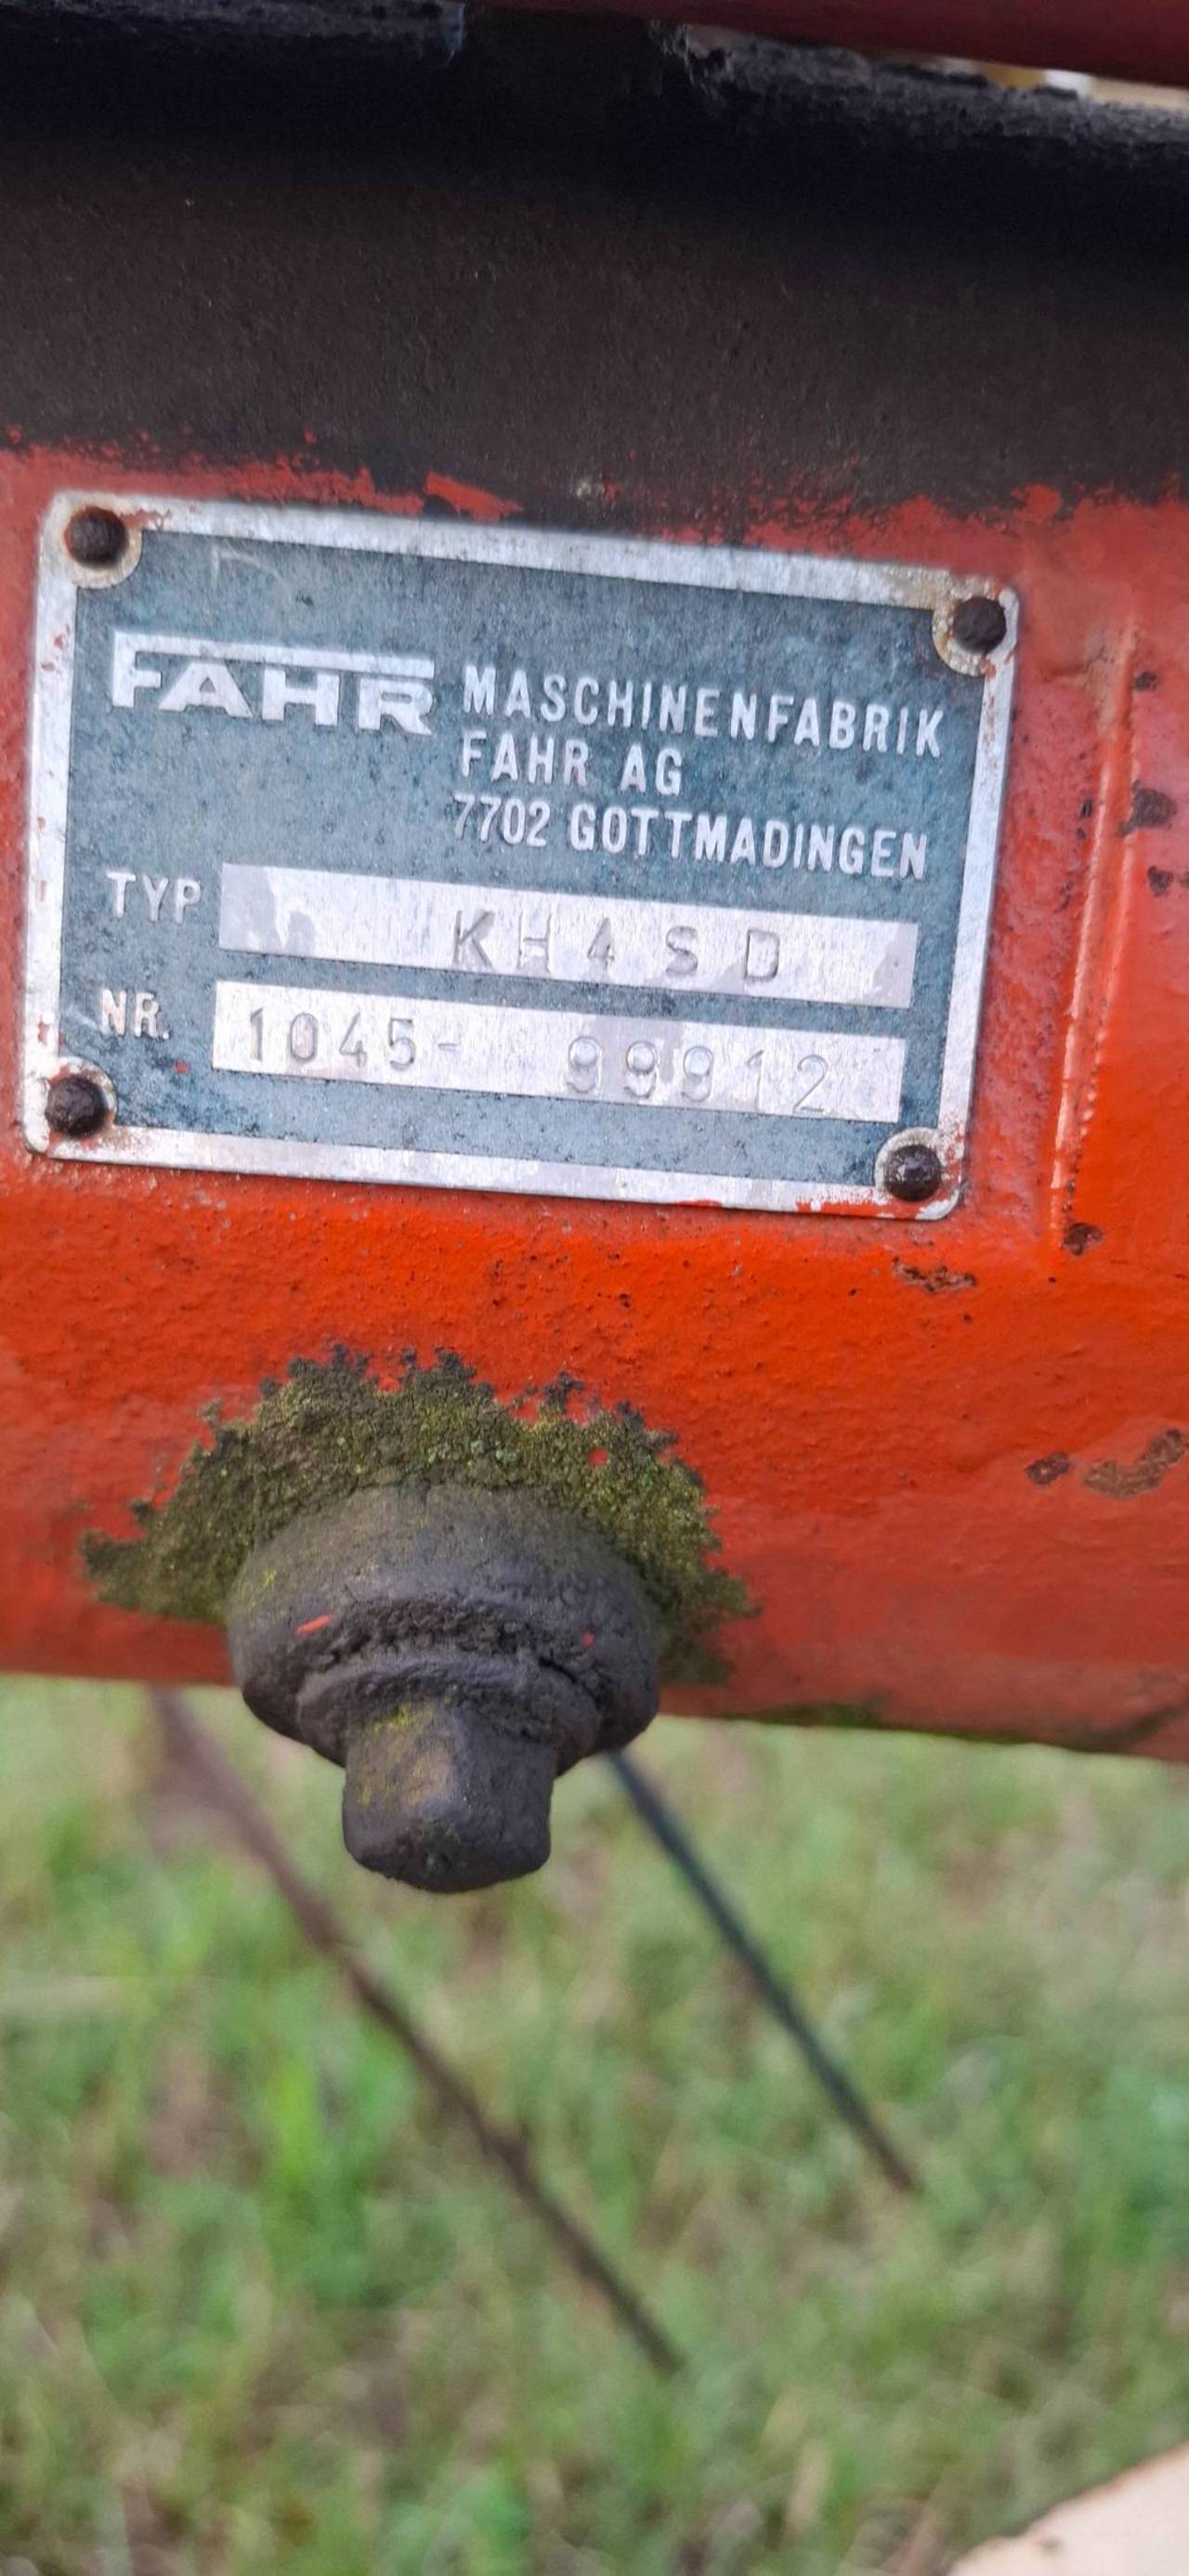 FAHR MASCHINENFABRIK
FAHR AG
7702 GOTTMADINGEN
TYP KH4SD
NR. 1045- 99912